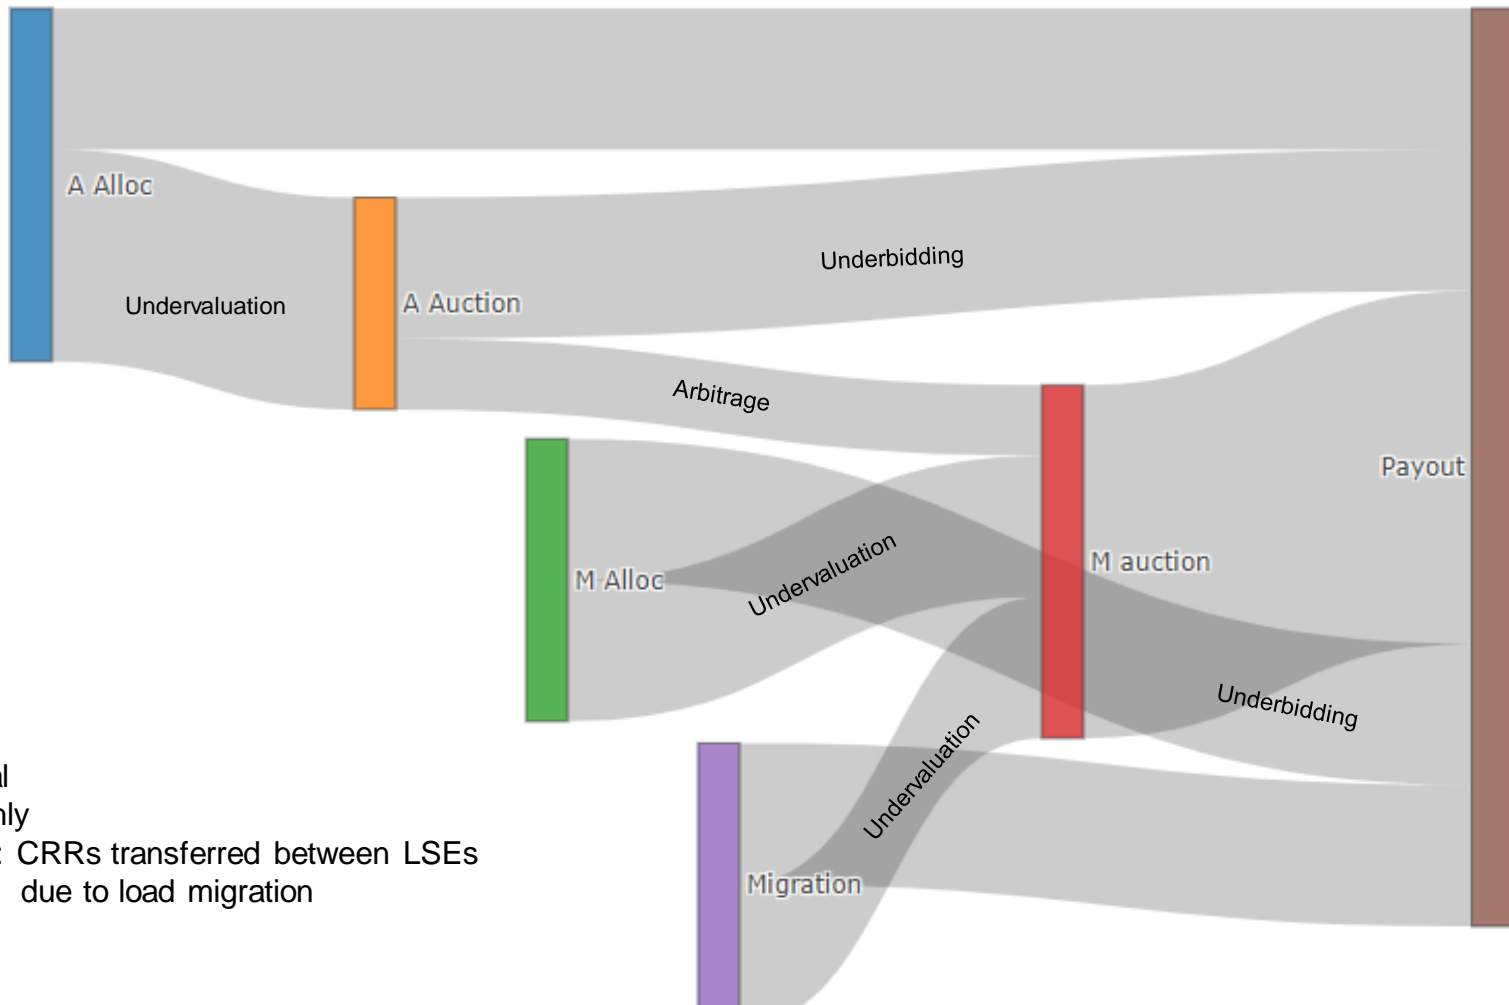 A Alloc
Undervaluation
A Auction
Underbidding
Arbitrage
Payout
M Alloc
Undervaluation
M auction
Underbidding
Undervaluation
Migration
: CRRs transferred between LSEs
due to load migration